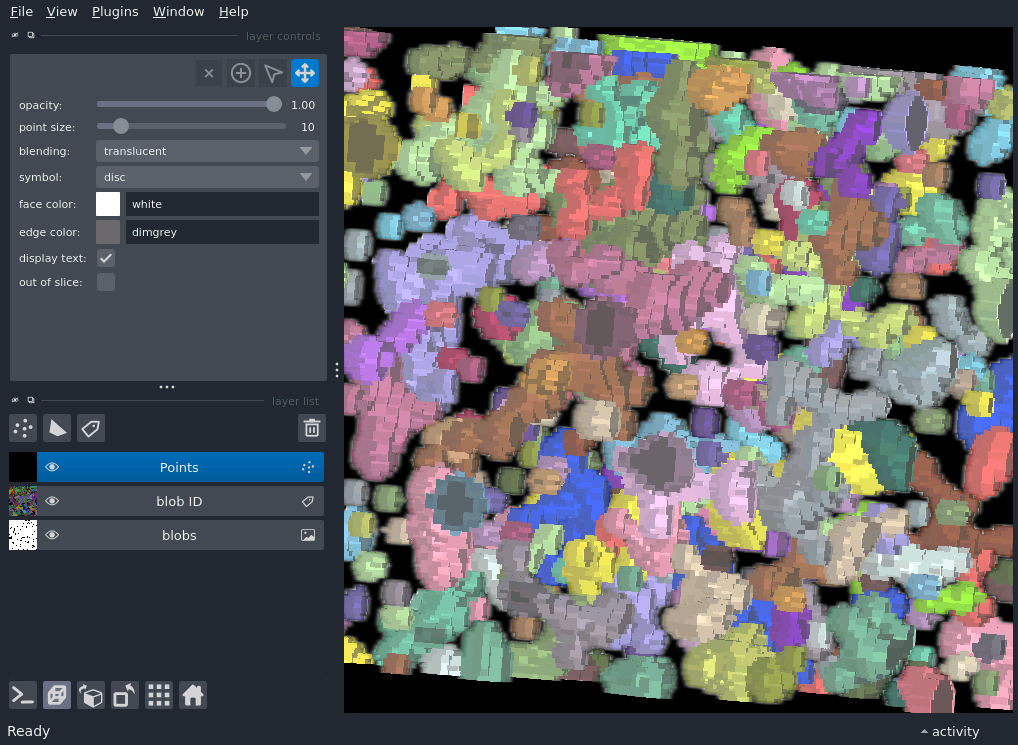 File View Plugins Window Help
layer controls
opacity: 1.00
point size: 10
blending: translucent
symbol: disc
face color: white
edge color: dimgrey
display text:
out of slice:
layer list
Points
blob ID
blobs
Ready
activity